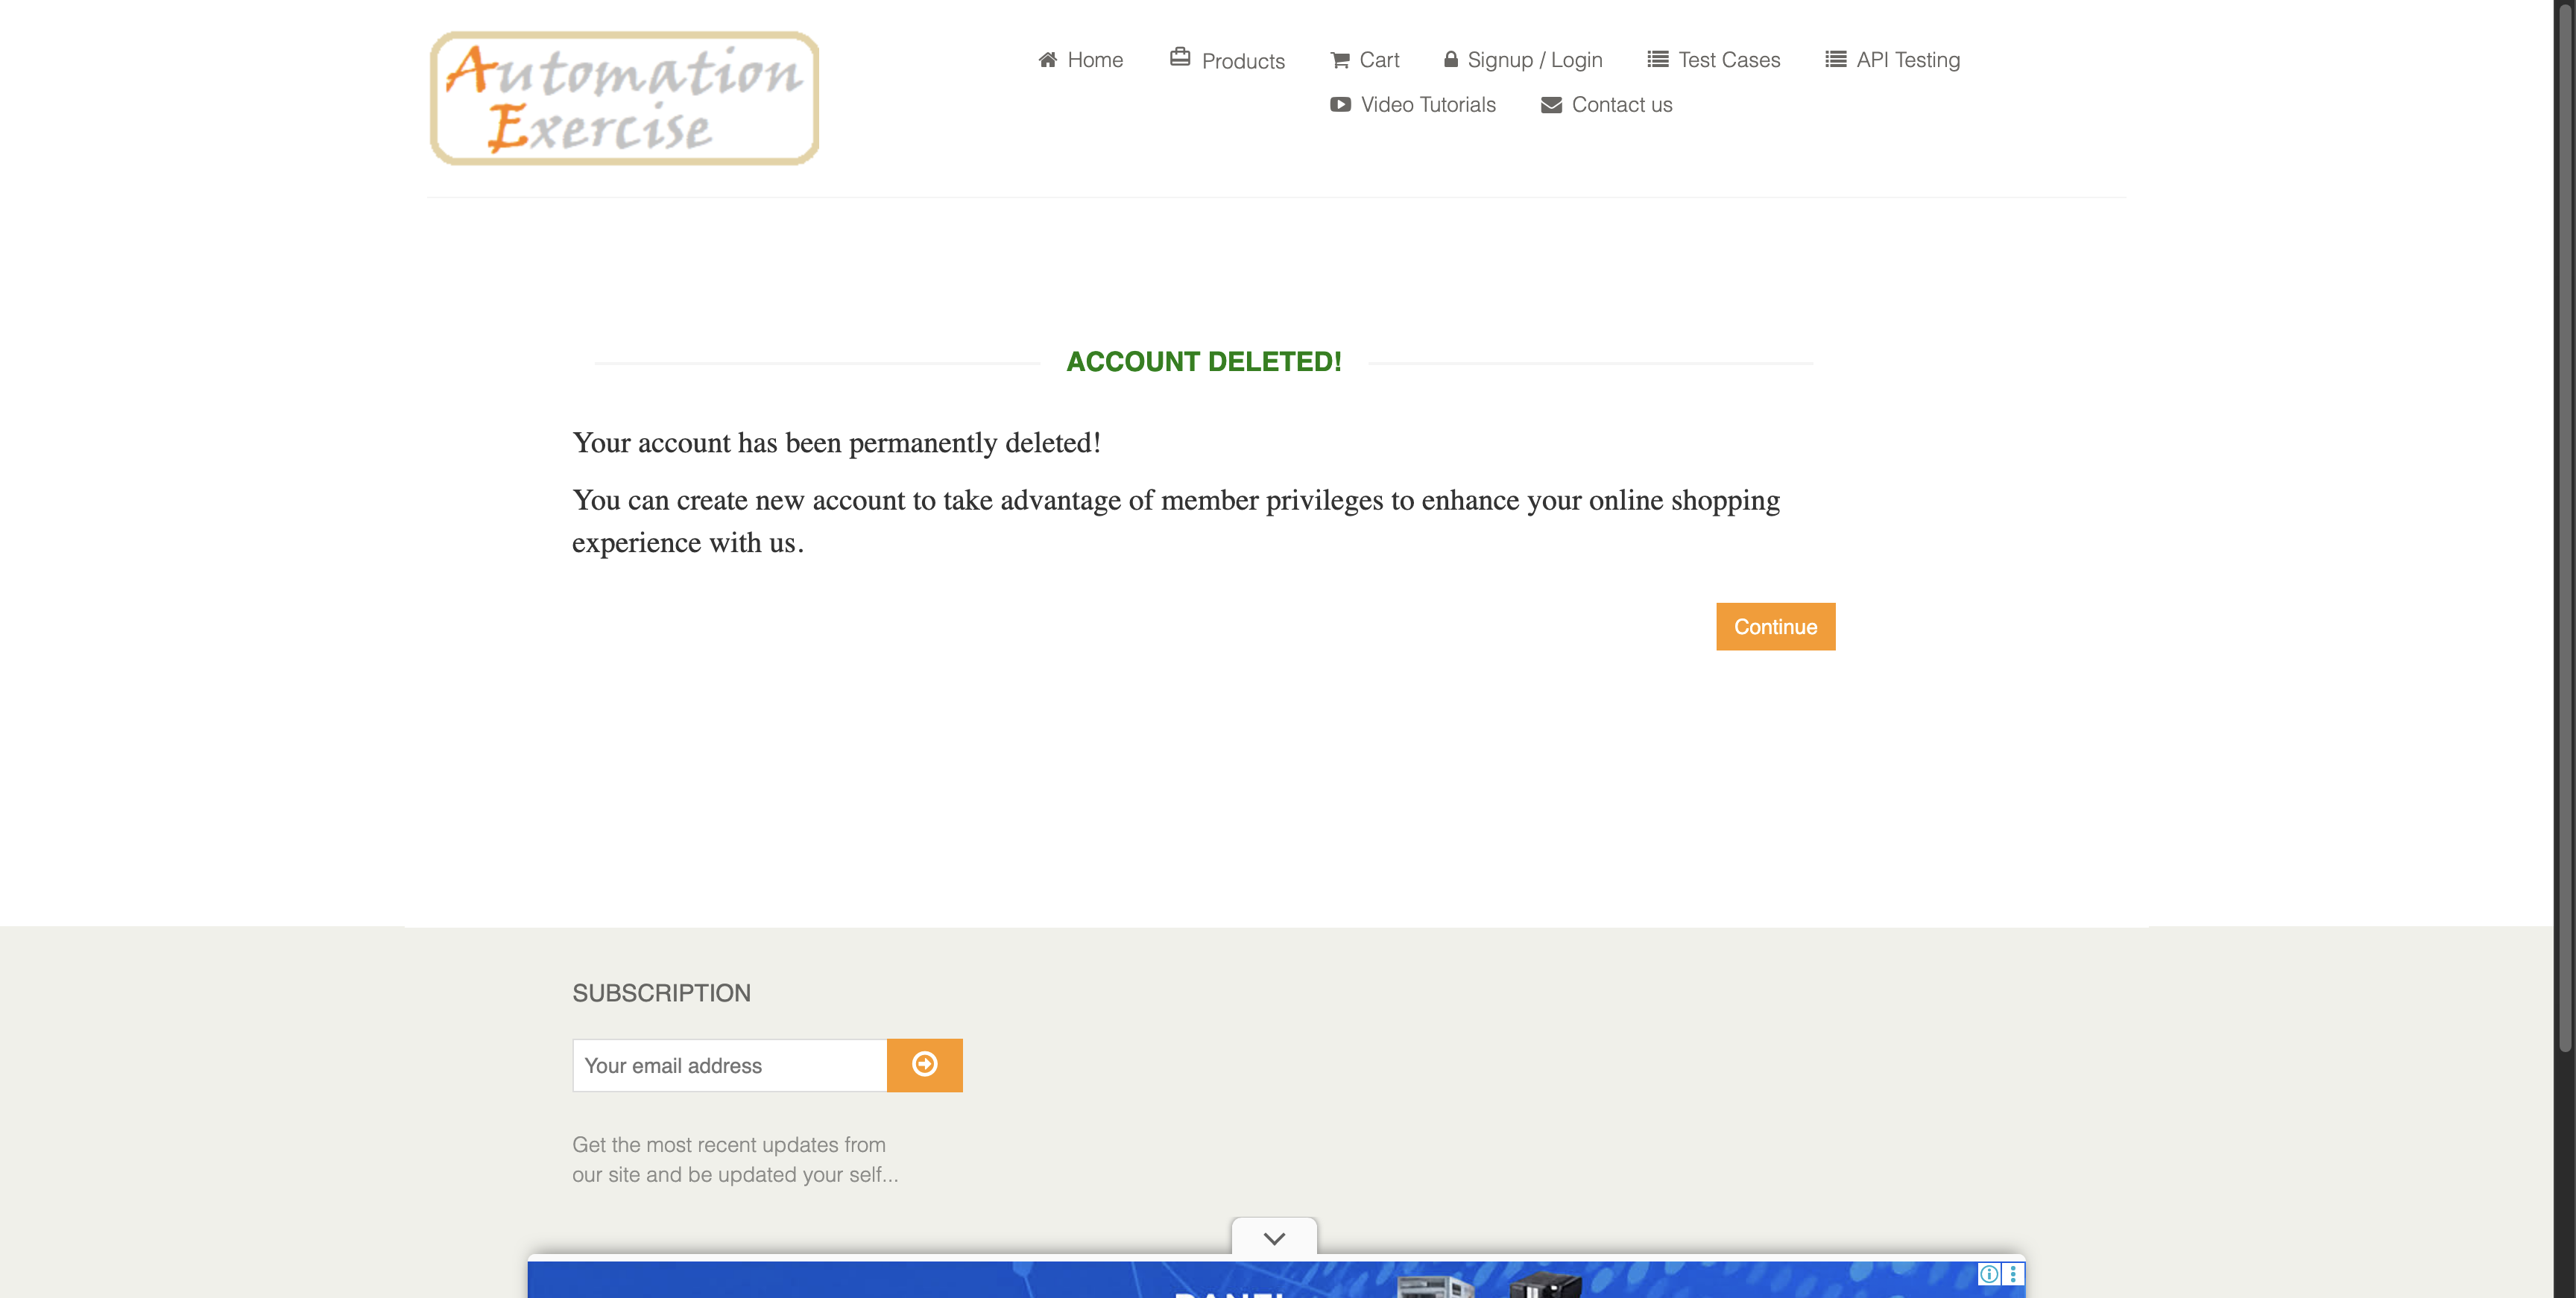 Automation
Exercise
Home
Products
Cart
Signup / Login
Test Cases
API Testing
Video Tutorials
Contact us
ACCOUNT DELETED!
Your account has been permanently deleted!
You can create new account to take advantage of member privileges to enhance your online shopping
experience with us.
Continue
SUBSCRIPTION
Your email address
Get the most recent updates from
our site and be updated your self...